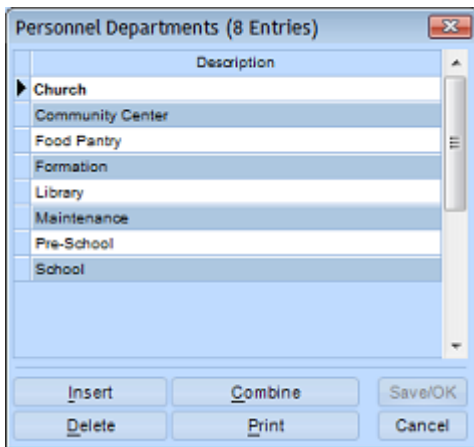 Personnel Departments (8 Entries)
Description
Church
Community Center
Food Pantry
Formation
Library
Maintenance
Pre-School
School
Insert Combine Save/OK
Delete Print Cancel